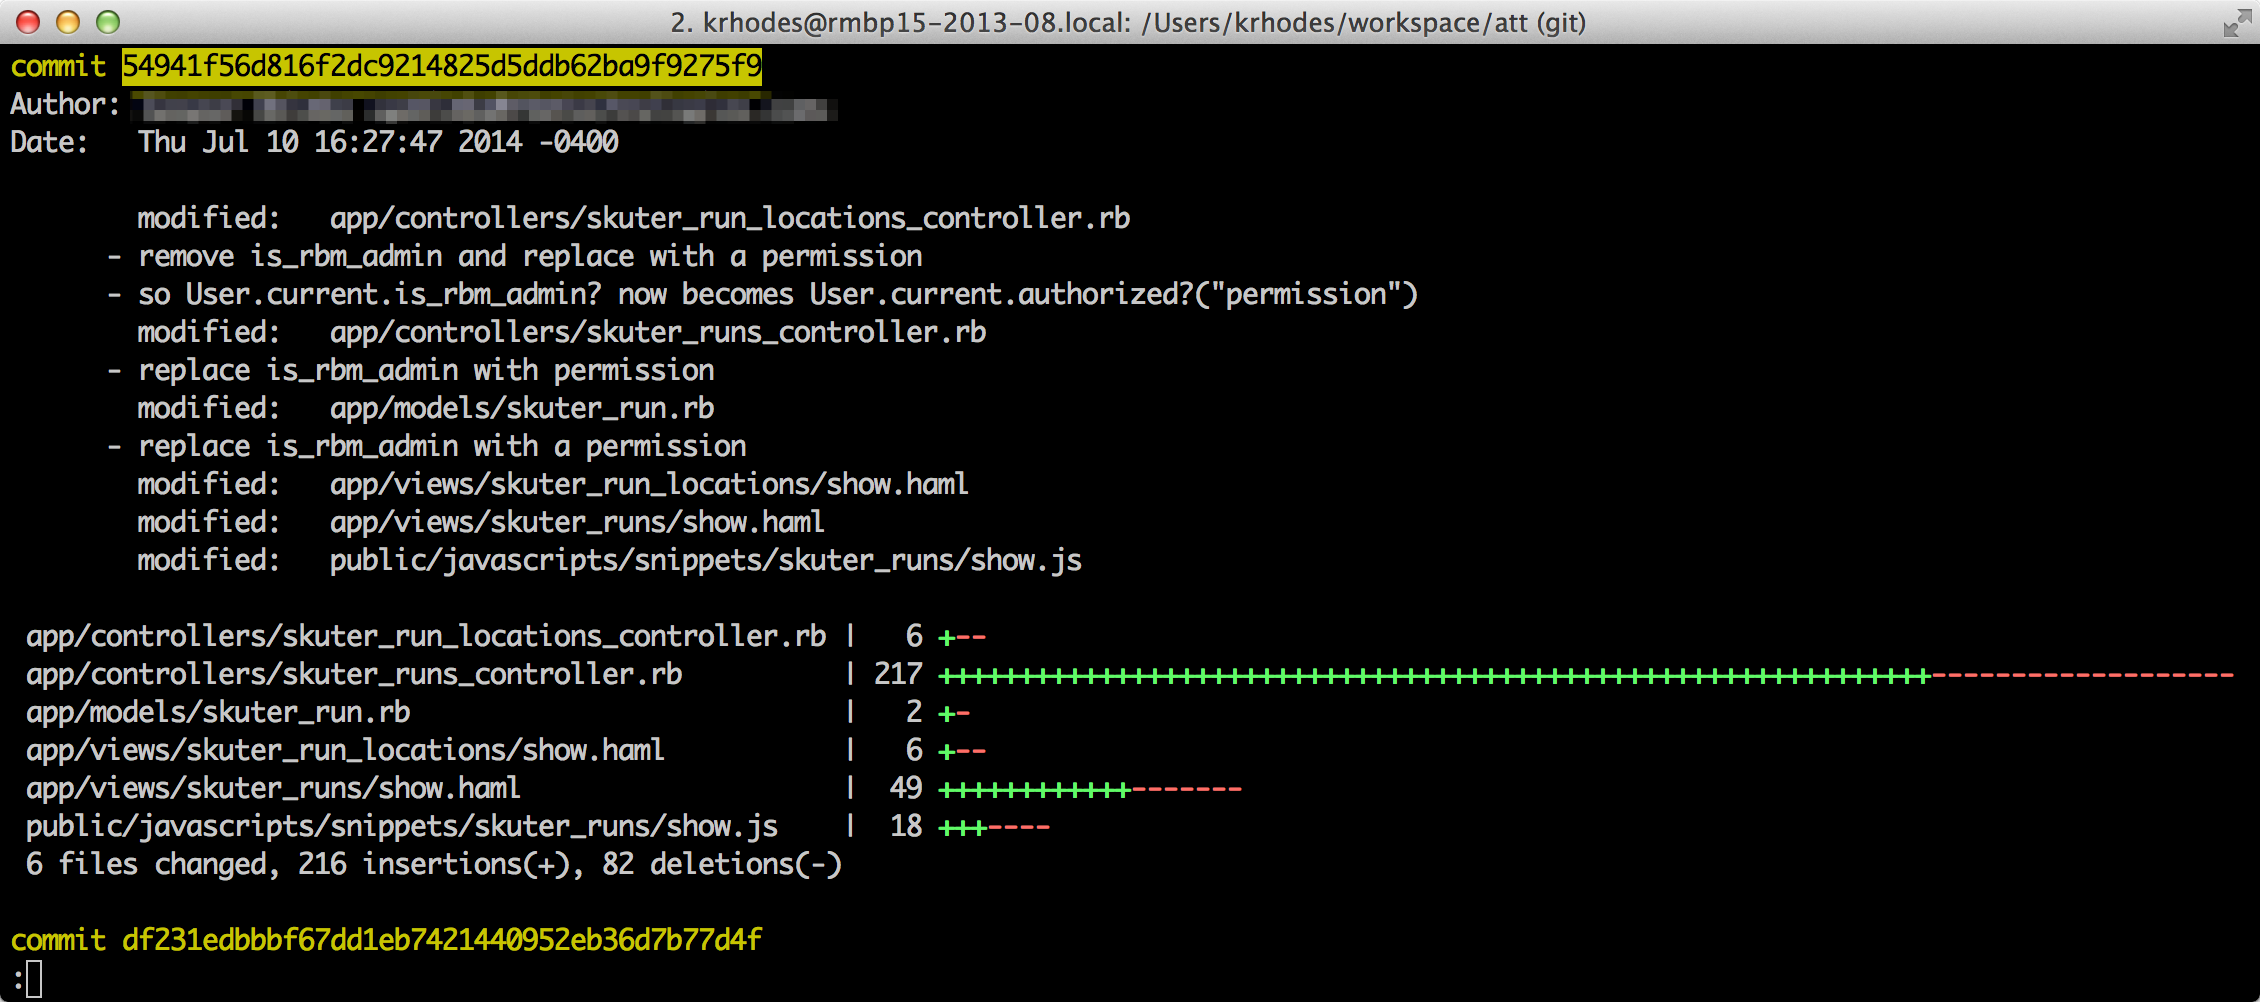 2. krhodes@rmbp15-2013-08.local: /Users/krhodes/workspace/att (git)
commit 54941f56d816f2dc9214825d5ddb62ba9f9275f9
Author:
Date:   Thu Jul 10 16:27:47 2014 -0400
modified:   app/controllers/skuter_run_locations_controller.rb
- remove is_rbm_admin and replace with a permission
- so User.current.is_rbm_admin? now becomes User.current.authorized?("permission")
modified:   app/controllers/skuter_runs_controller.rb
- replace is_rbm_admin with permission
modified:   app/models/skuter_run.rb
- replace is_rbm_admin with a permission
modified:   app/views/skuter_run_locations/show.haml
modified:   app/views/skuter_runs/show.haml
modified:   public/javascripts/snippets/skuter_runs/show.js
app/controllers/skuter_run_locations_controller.rb |   6 +--
app/controllers/skuter_runs_controller.rb          | 217 ++++++++++++++++++++++++++++++++++++++++++++++++++++++++++++++-------------------
app/models/skuter_run.rb                           |   2 +-
app/views/skuter_run_locations/show.haml           |   6 +--
app/views/skuter_runs/show.haml                    |  49 ++++++++++++-------
public/javascripts/snippets/skuter_runs/show.js    |  18 +++----
6 files changed, 216 insertions(+), 82 deletions(-)
commit df231edbbbf67dd1eb7421440952eb36d7b77d4f
: